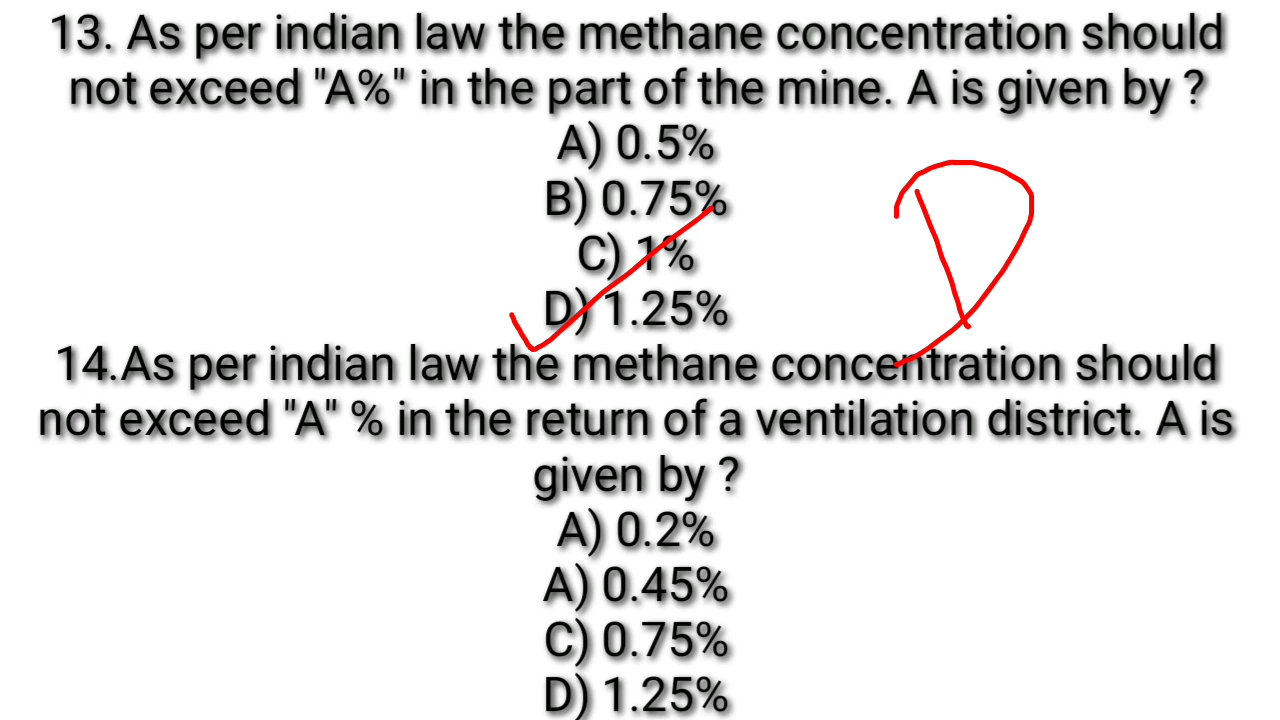 13. As per indian law the methane concentration should
not exceed "A%" in the part of the mine. A is given by ?
A) 0.5%
B) 0.75%
C) 1%
D) 1.25%
D
14.As per indian law the methane concentration should
not exceed "A" % in the return of a ventilation district. A is
given by ?
A) 0.2%
A) 0.45%
C) 0.75%
D) 1.25%